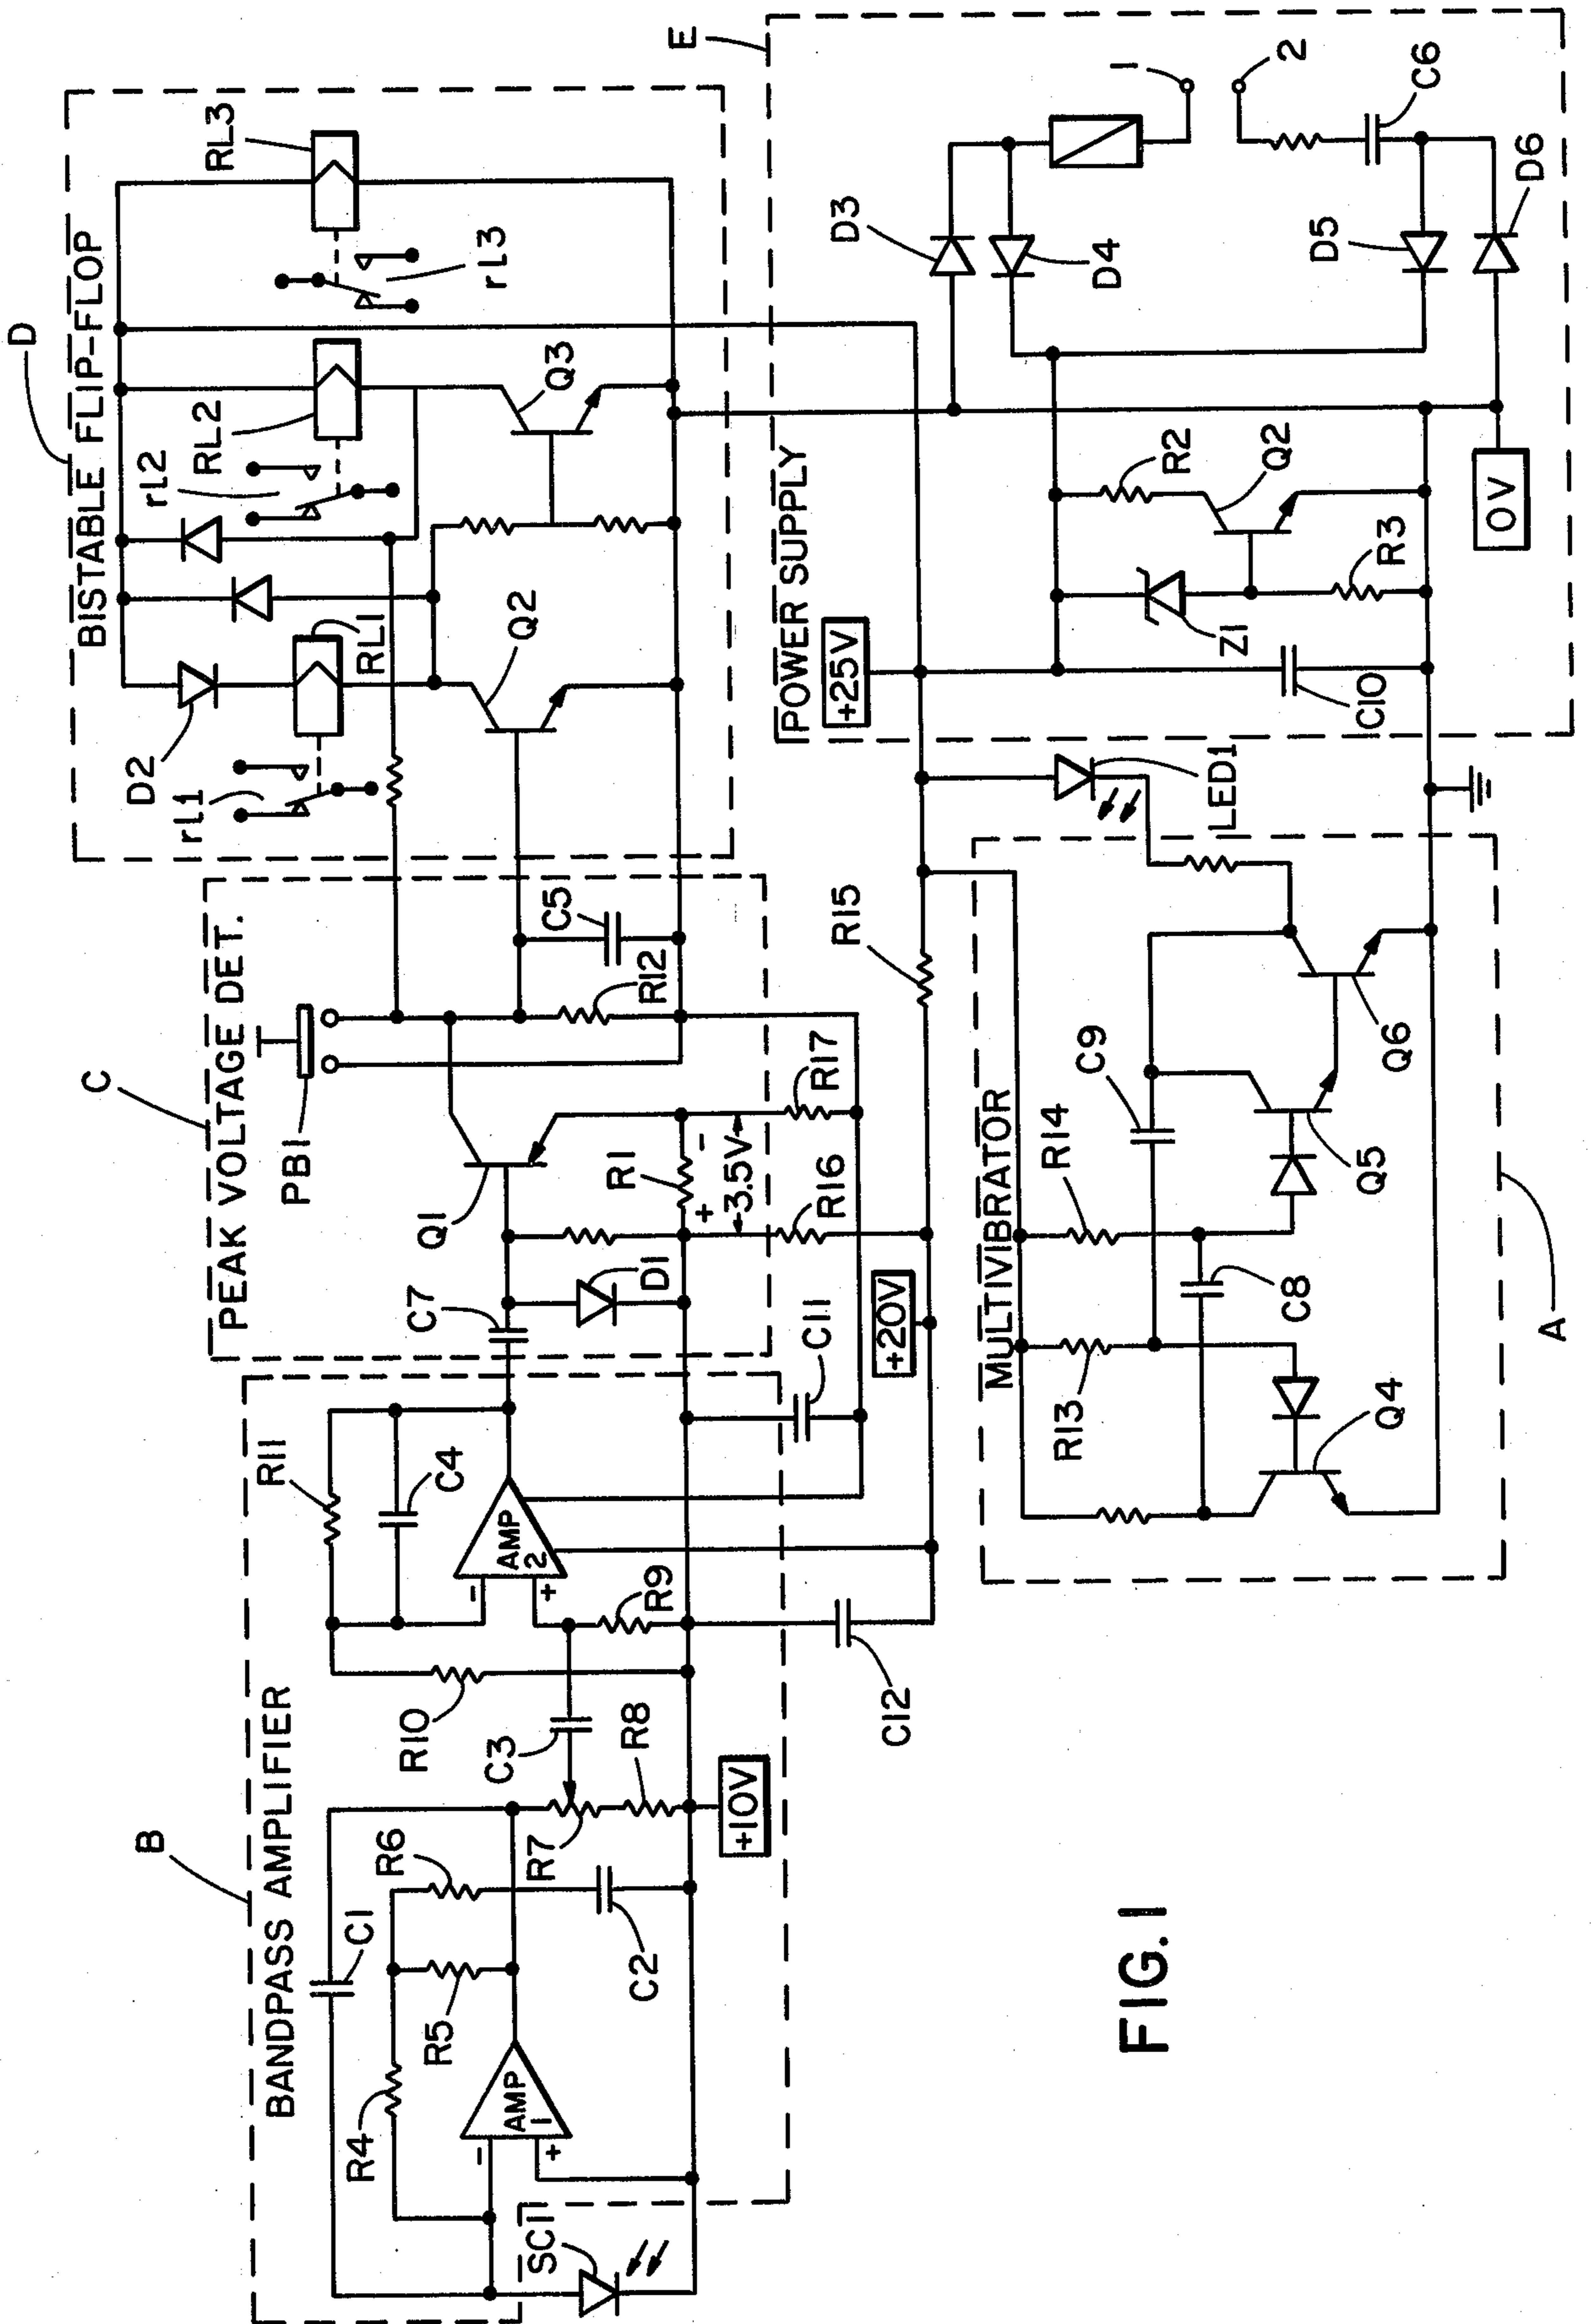 D
BISTABLE FLIP-FLOP
RL3
rL3
RL2
rL2
Q3
RL1
D2
rL1
Q2
C
PEAK VOLTAGE DET.
PB1
C5
R12
Q1
R1
+
-
3.5V
R17
R16
C7
D1
C11
+20V
B
BANDPASS AMPLIFIER
R11
C4
AMP
2
-
+
R9
R10
C3
R8
R7
+10V
C12
C1
R6
R5
C2
R4
AMP
1
-
+
SC1
E
POWER SUPPLY
+25V
D3
D4
1
2
C6
D5
D6
R2
Q2
Z1
R3
C10
0V
LED1
R15
MULTIVIBRATOR
C9
Q6
R14
Q5
R13
C8
Q4
A
FIG. 1